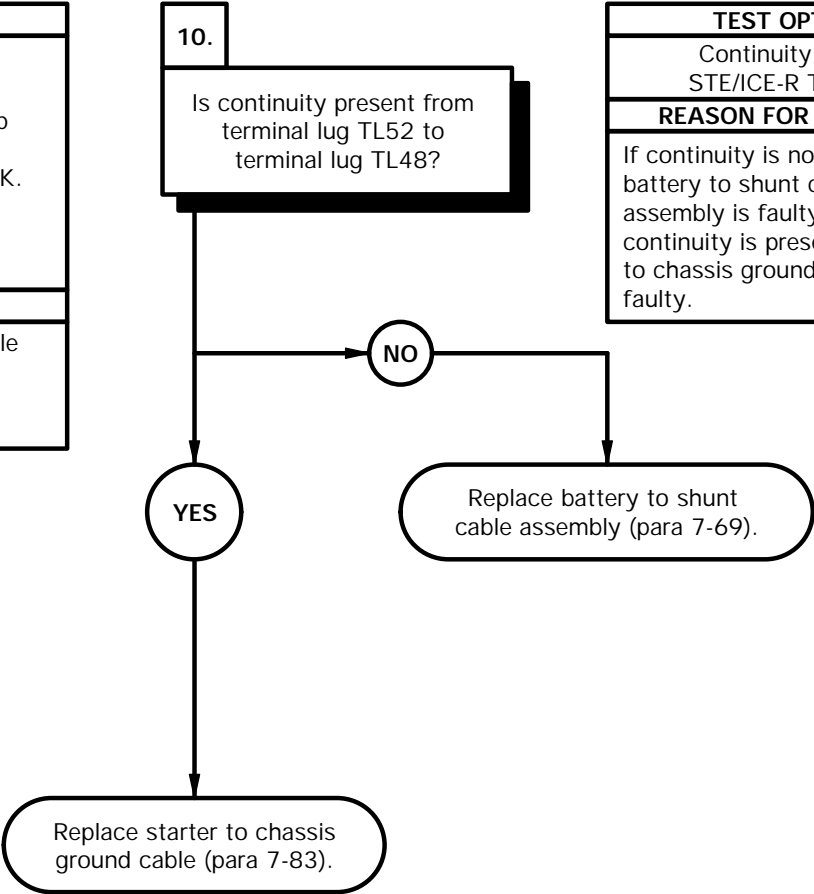 o
K.
le
10.
Is continuity present from
terminal lug TL52 to
terminal lug TL48?
NO
YES
Replace battery to shunt
cable assembly (para 7-69).
Replace starter to chassis
ground cable (para 7-83).
TEST OPT
Continuity
STE/ICE-R T
REASON FOR
If continuity is no
battery to shunt c
assembly is faulty
continuity is prese
to chassis ground
faulty.